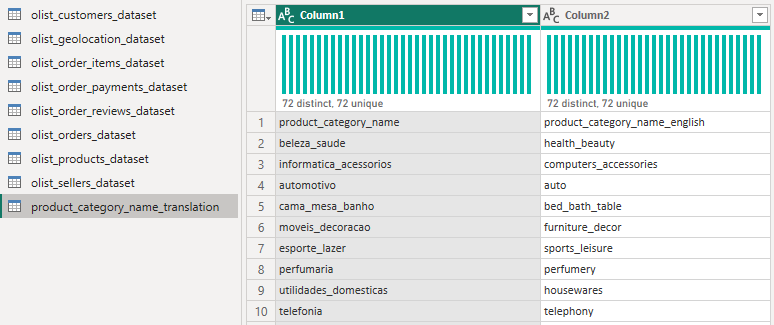 olist_customers_dataset
olist_geolocation_dataset
olist_order_items_dataset
olist_order_payments_dataset
olist_order_reviews_dataset
olist_orders_dataset
olist_products_dataset
olist_sellers_dataset
product_category_name_translation
ABC Column1 ABC Column2
72 distinct, 72 unique 72 distinct, 72 unique
1 product_category_name product_category_name_english
2 beleza_saude health_beauty
3 informatica_acessorios computers_accessories
4 automotivo auto
5 cama_mesa_banho bed_bath_table
6 moveis_decoracao furniture_decor
7 esporte_lazer sports_leisure
8 perfumaria perfumery
9 utilidades_domesticas housewares
10 telefonia telephony